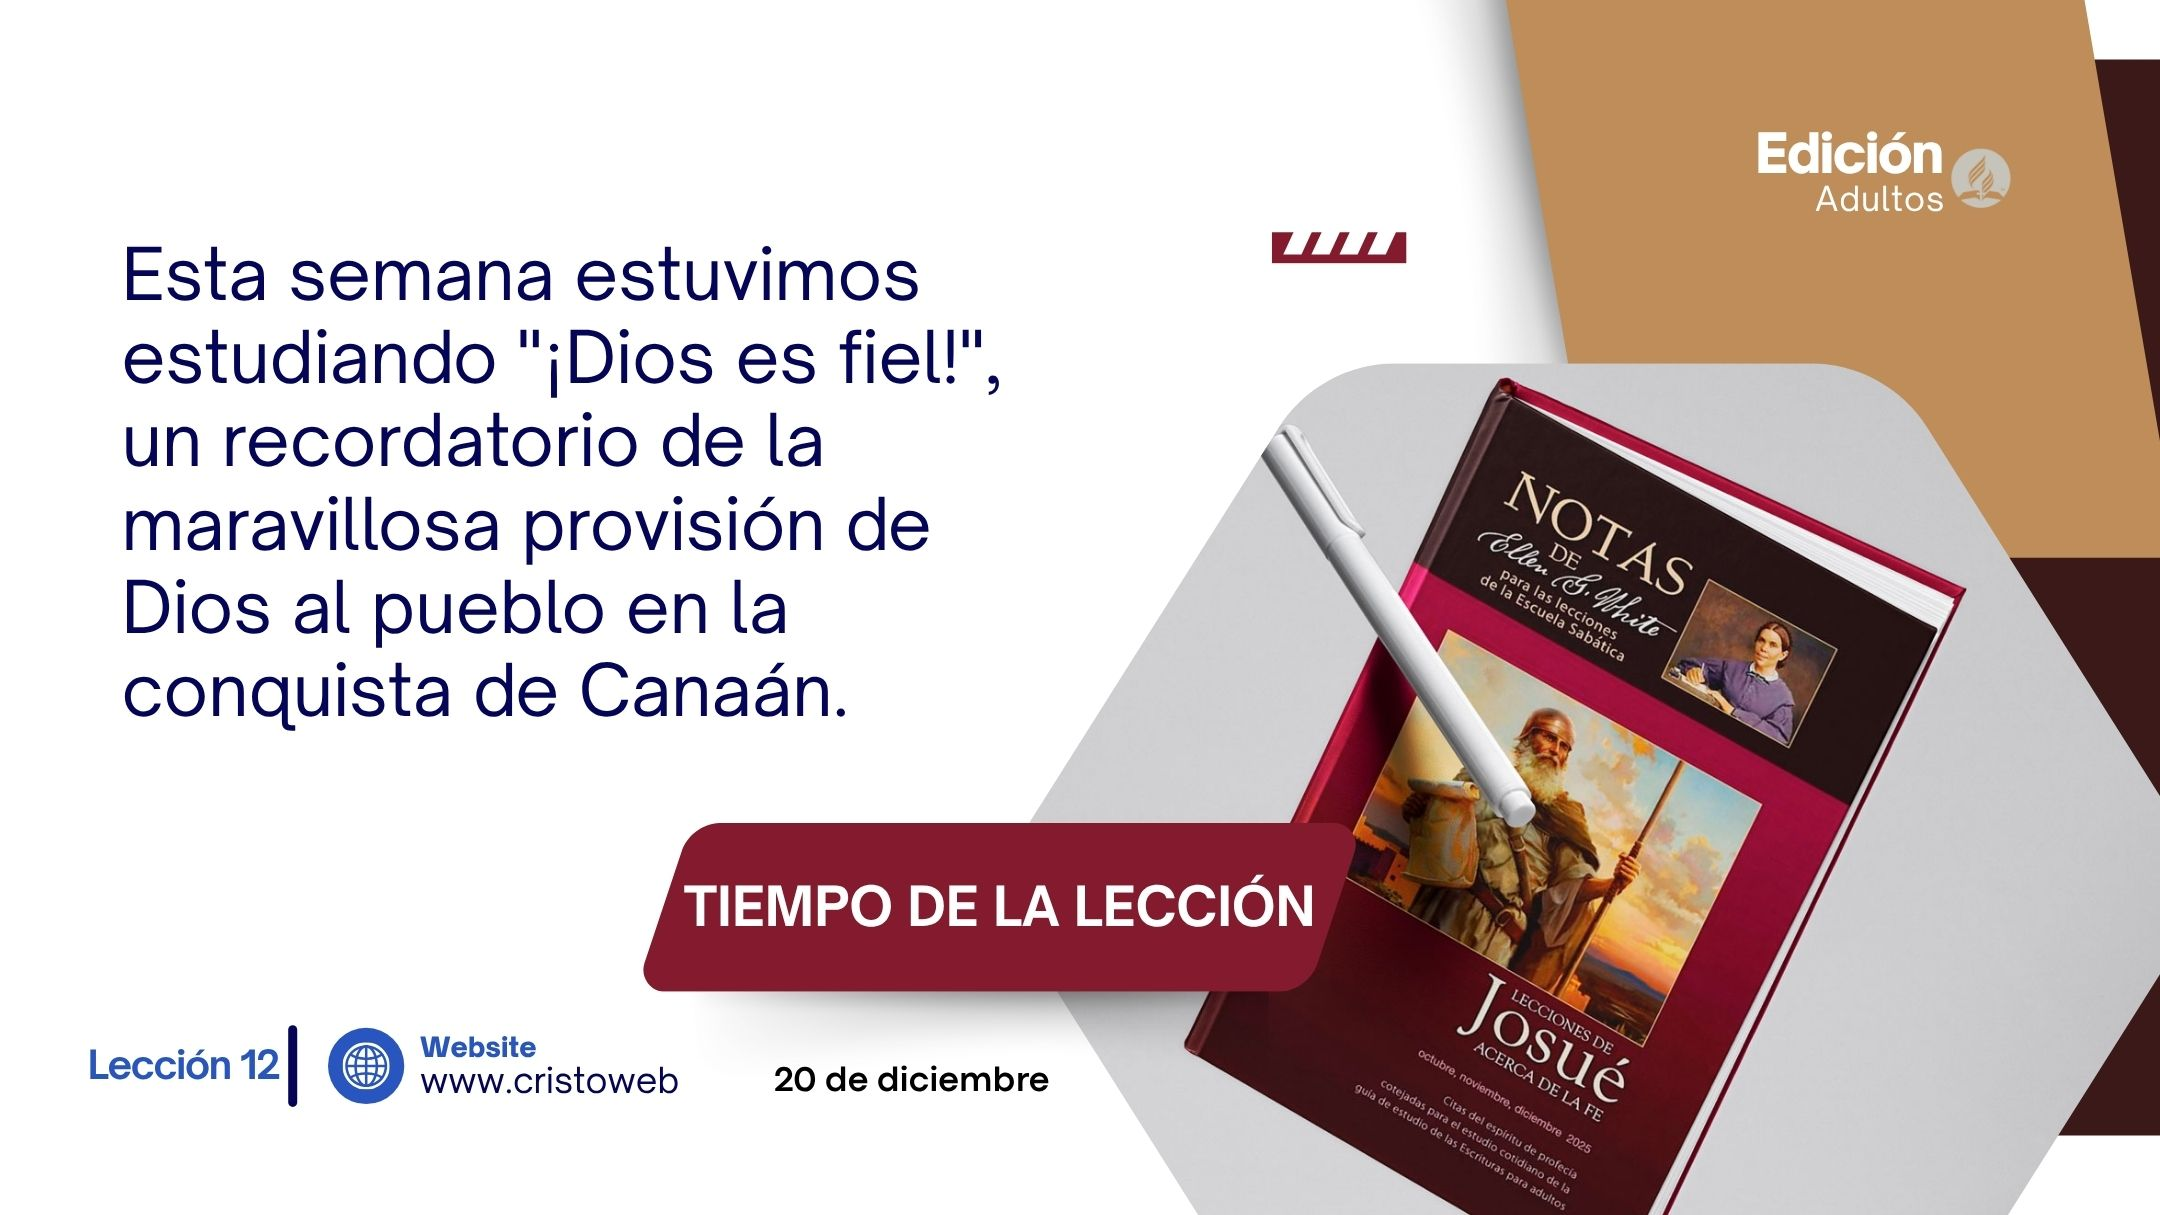 Edición
Adultos
Esta semana estuvimos
estudiando "¡Dios es fiel!",
un recordatorio de la
maravillosa provisión de
Dios al pueblo en la
conquista de Canaán.
NOTAS
DE
Ellen G. White
para las lecciones
de la Escuela Sabática
TIEMPO DE LA LECCIÓN
LECCIONES DE
Josué
ACERCA DE LA FE
octubre, noviembre, diciembre 2025
Citas del espíritu de profecía
cotejadas para el estudio cotidiano de la
guía de estudio de las Escrituras para adultos
Lección 12
Website
www.cristoweb
20 de diciembre